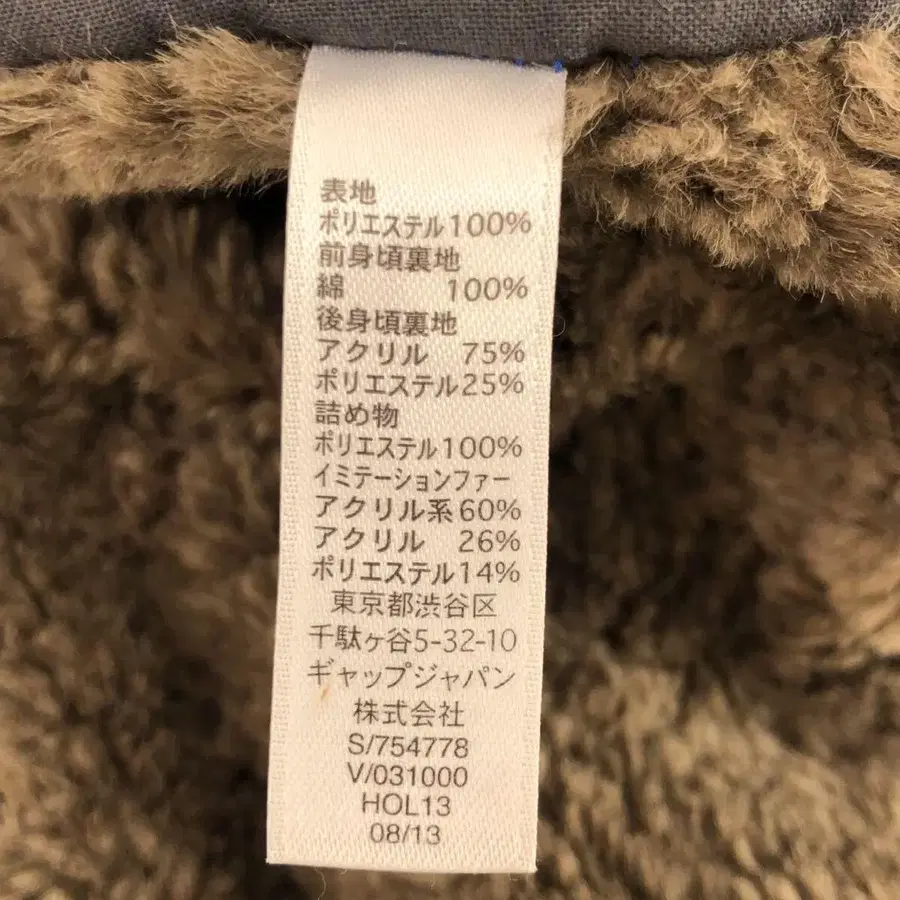 表地
ポリエステル100%
前身頃裏地
綿 100%
後身頃裏地
アクリル 75%
ポリエステル25%
詰め物
ポリエステル100%
イミテーションファー
アクリル系60%
アクリル 26%
ポリエステル14%
東京都渋谷区
千駄ヶ谷5-32-10
ギャップジャパン
株式会社
S/754778
V/031000
HOL13
08/13